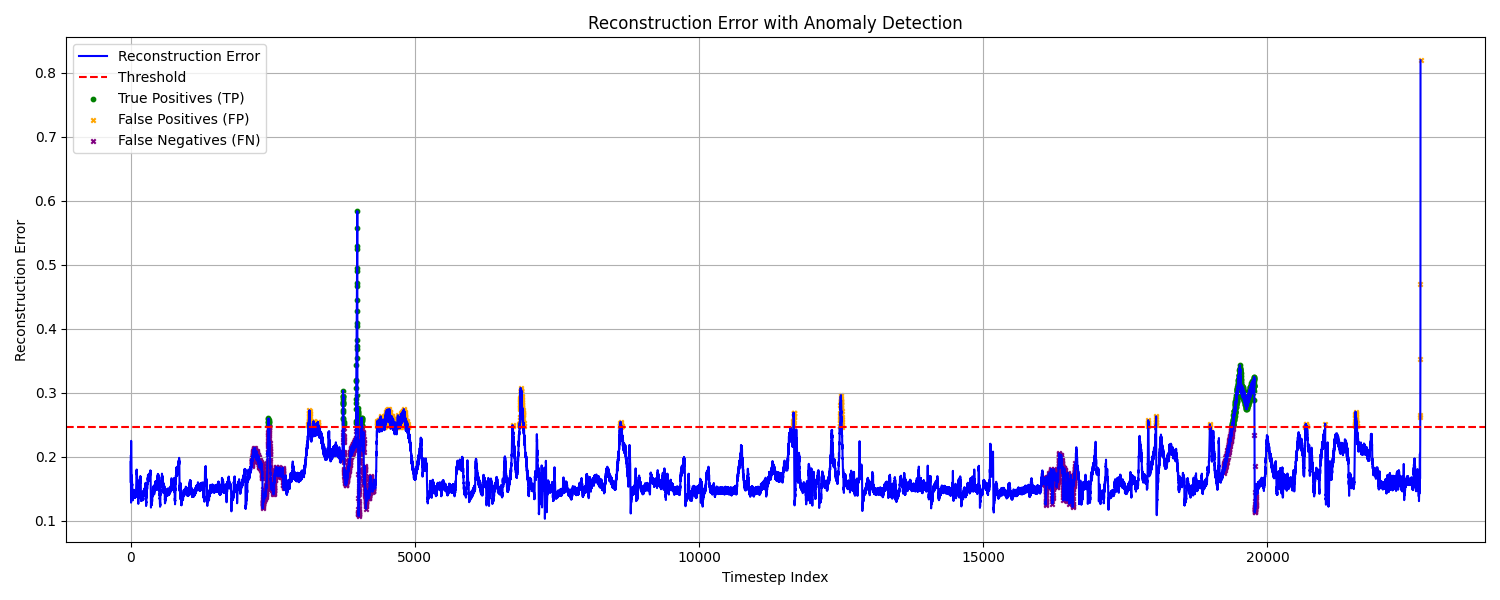 Reconstruction Error with Anomaly Detection
Reconstruction Error
Threshold
True Positives (TP)
False Positives (FP)
False Negatives (FN)
Reconstruction Error
0.8
0.7
0.6
0.5
0.4
0.3
0.2
0.1
0 5000 10000 15000 20000
Timestep Index